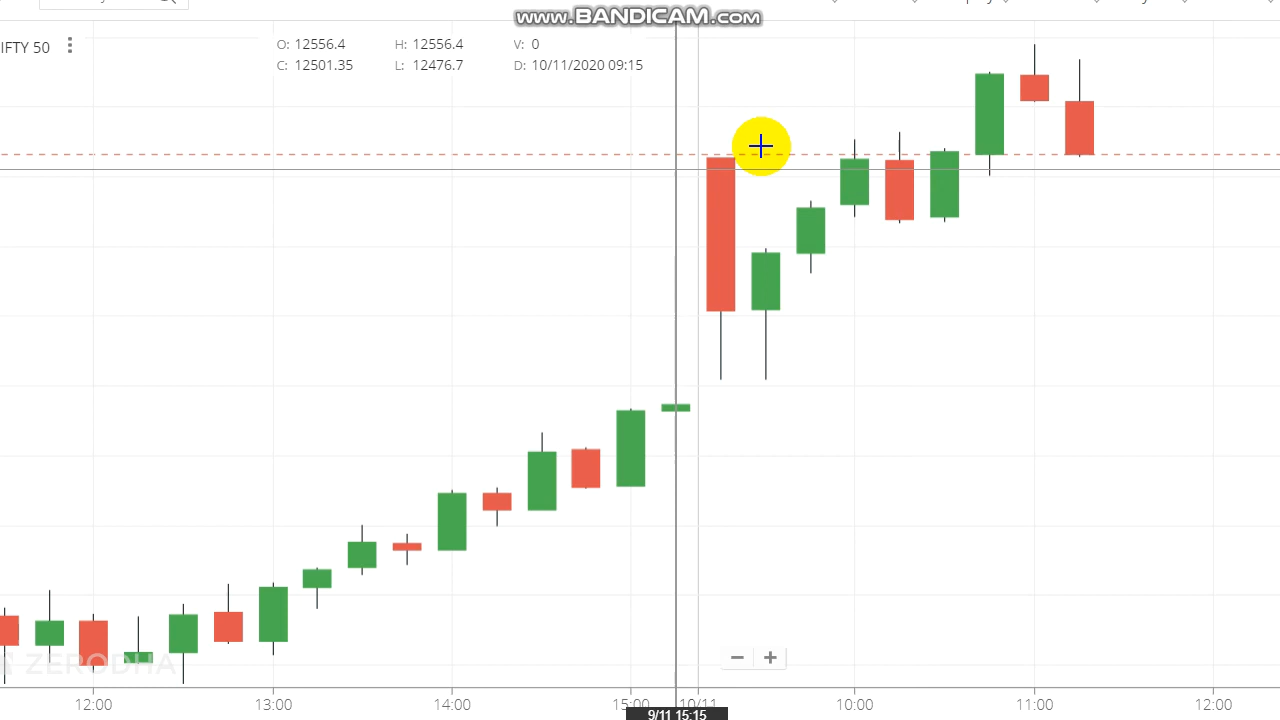 www.BANDICAM.com
IFTY 50
O: 12556.4 H: 12556.4 V: 0
C: 12501.35 L: 12476.7 D: 10/11/2020 09:15
ZERODHA
12:00 13:00 14:00 15:00 10/11 10:00 11:00 12:00
9/11 15:15